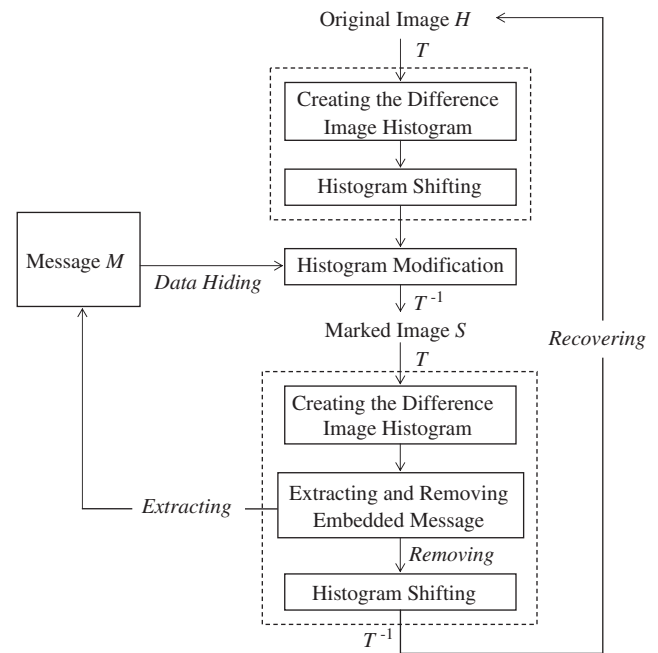 Original Image H
T
Creating the Difference
Image Histogram
Histogram Shifting
Message M
Data Hiding
Histogram Modification
T -1
Marked Image S
Recovering
T
Creating the Difference
Image Histogram
Extracting
Extracting and Removing
Embedded Message
Removing
Histogram Shifting
T -1